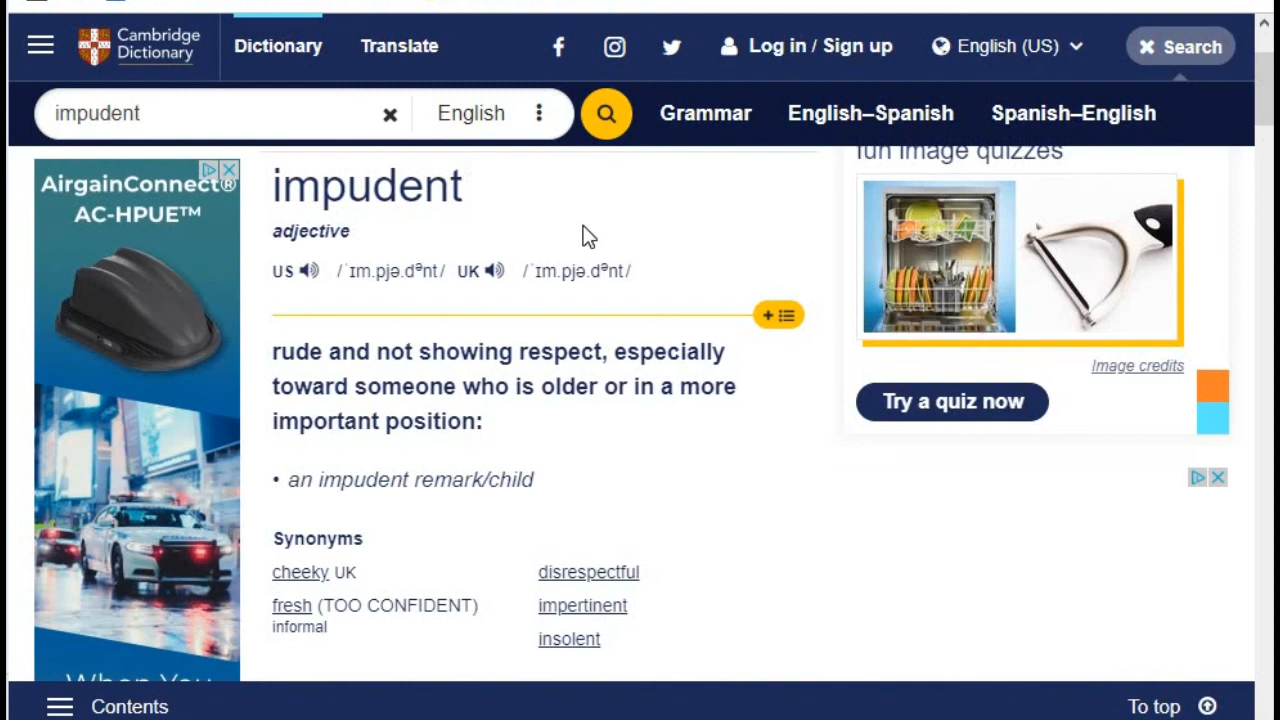 Cambridge
Dictionary
Dictionary
Translate
Log in / Sign up
English (US)
Search
impudent
English
Grammar
English–Spanish
Spanish–English
AirgainConnect®
AC-HPUE™
impudent
adjective
US /ˈɪm.pjə.dᵊnt/ UK /ˈɪm.pjə.dᵊnt/
rude and not showing respect, especially
toward someone who is older or in a more
important position:
• an impudent remark/child
Synonyms
cheeky UK
disrespectful
fresh (TOO CONFIDENT)
informal
impertinent
insolent
fun image quizzes
Image credits
Try a quiz now
When You
Contents
To top